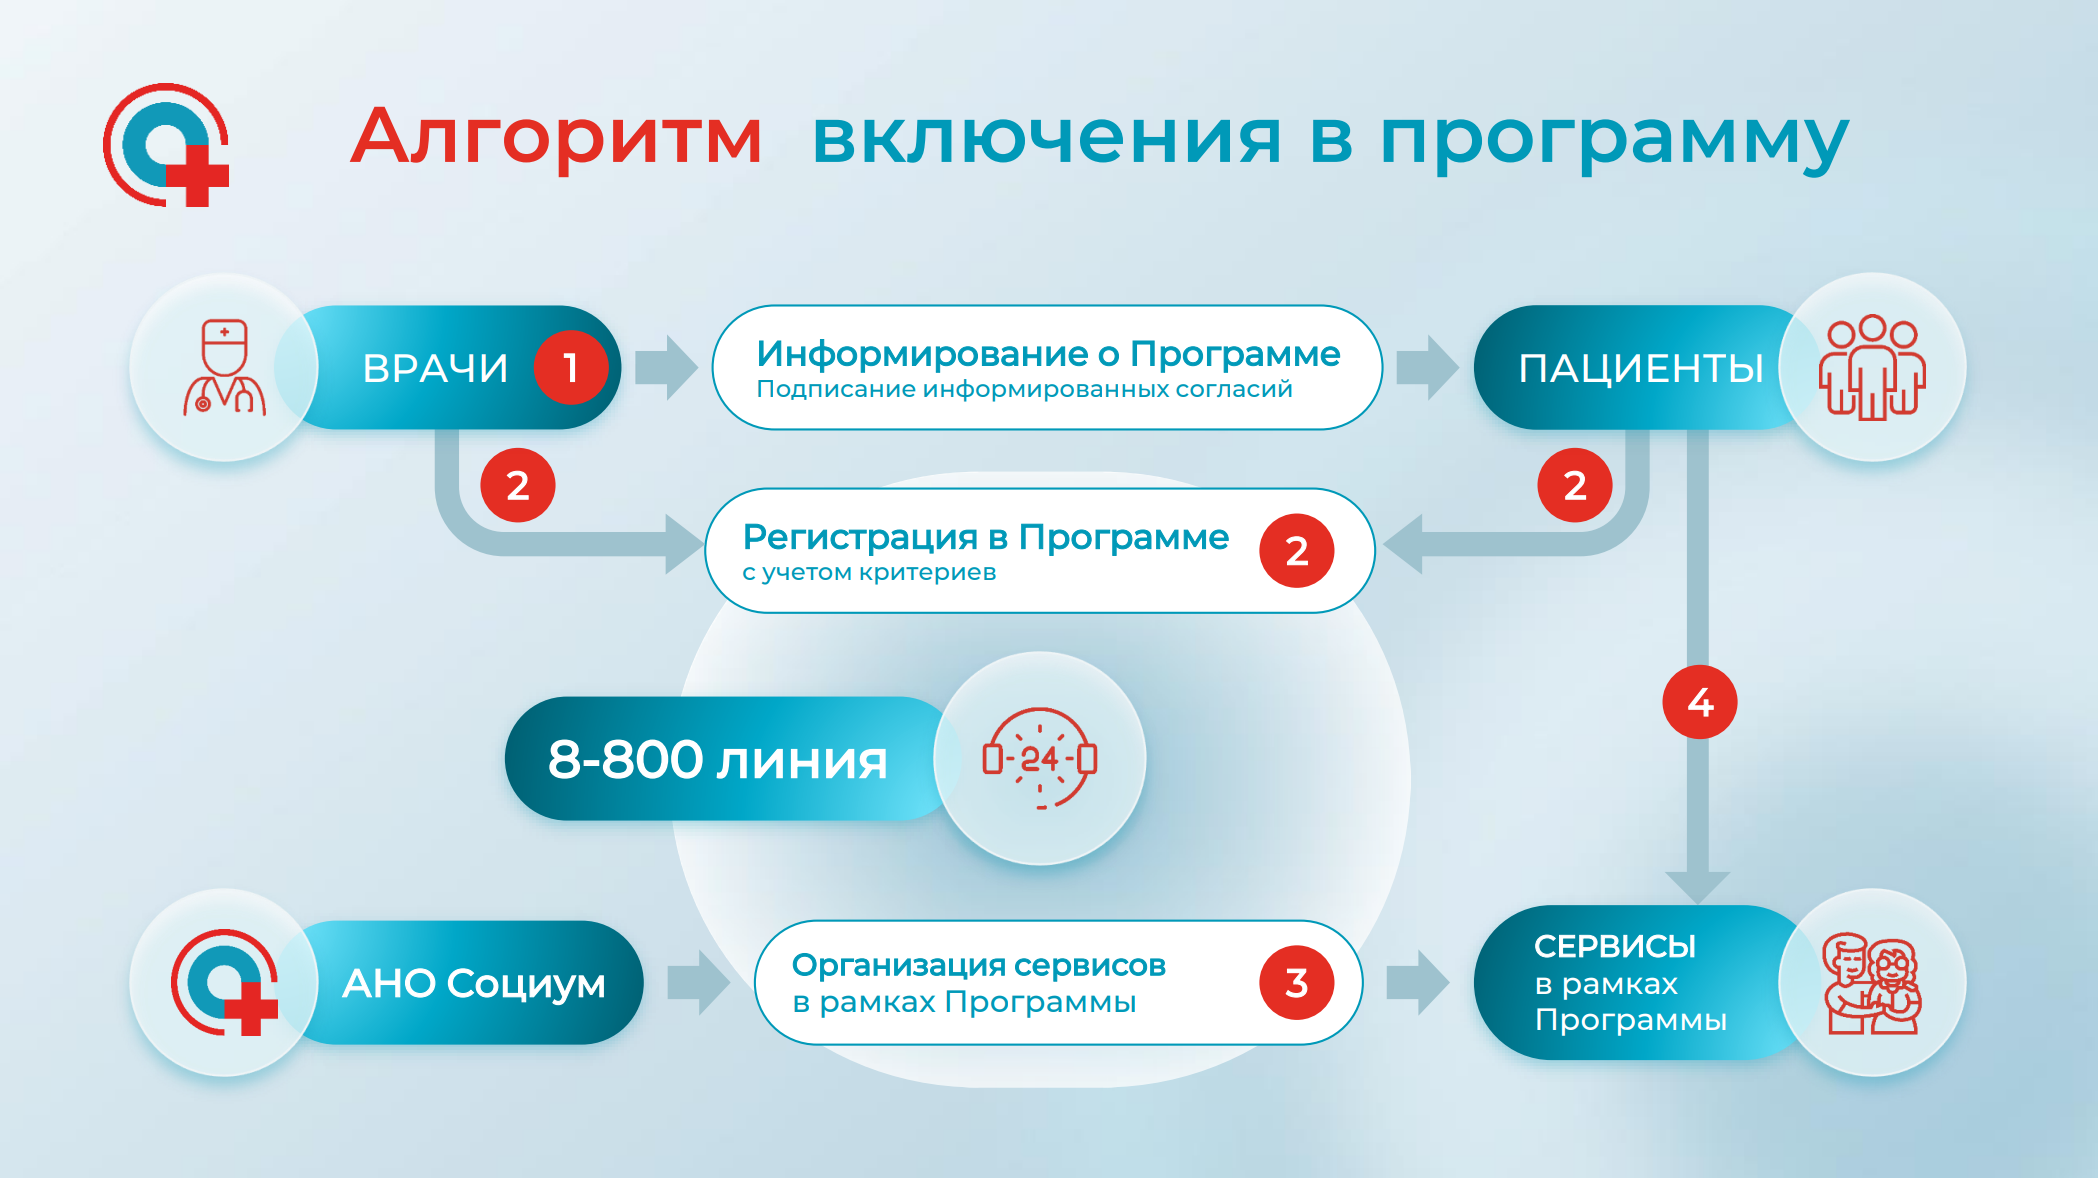 Алгоритм включения в программу
ВРАЧИ
1
Информирование о Программе
Подписание информированных согласий
ПАЦИЕНТЫ
2
2
Регистрация в Программе
с учетом критериев
2
4
8-800 линия
24
АНО Социум
Организация сервисов
в рамках Программы
3
СЕРВИСЫ
в рамках
Программы